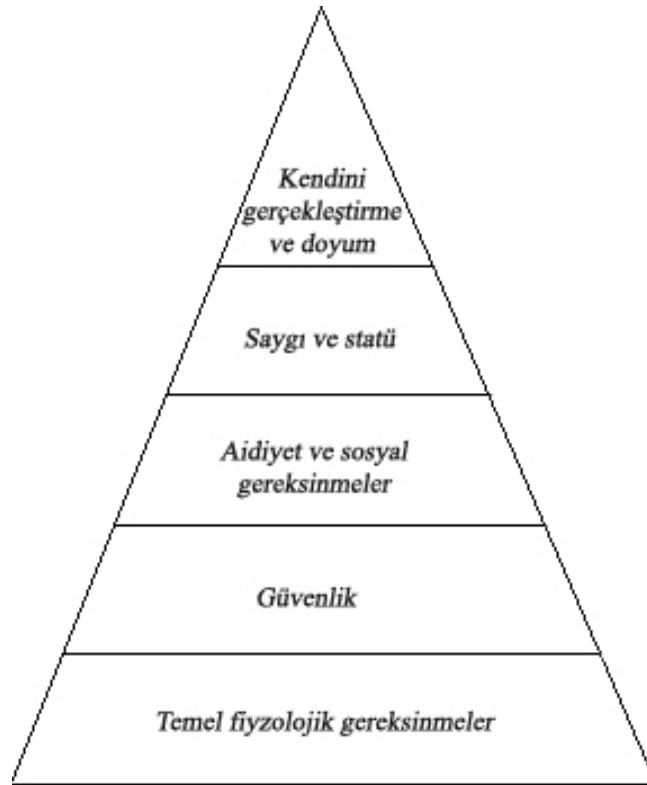 Kendini
gerçekleştirme
ve doyum
Saygı ve statü
Aidiyet ve sosyal
gereksinmeler
Güvenlik
Temel fiyzolojik gereksinmeler